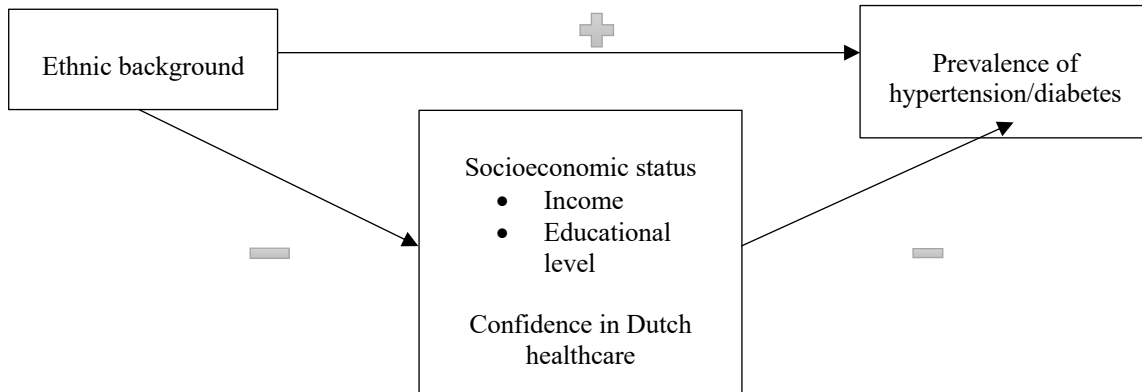 Ethnic background
Prevalence of
hypertension/diabetes
Socioeconomic status
• Income
• Educational
level
Confidence in Dutch
healthcare